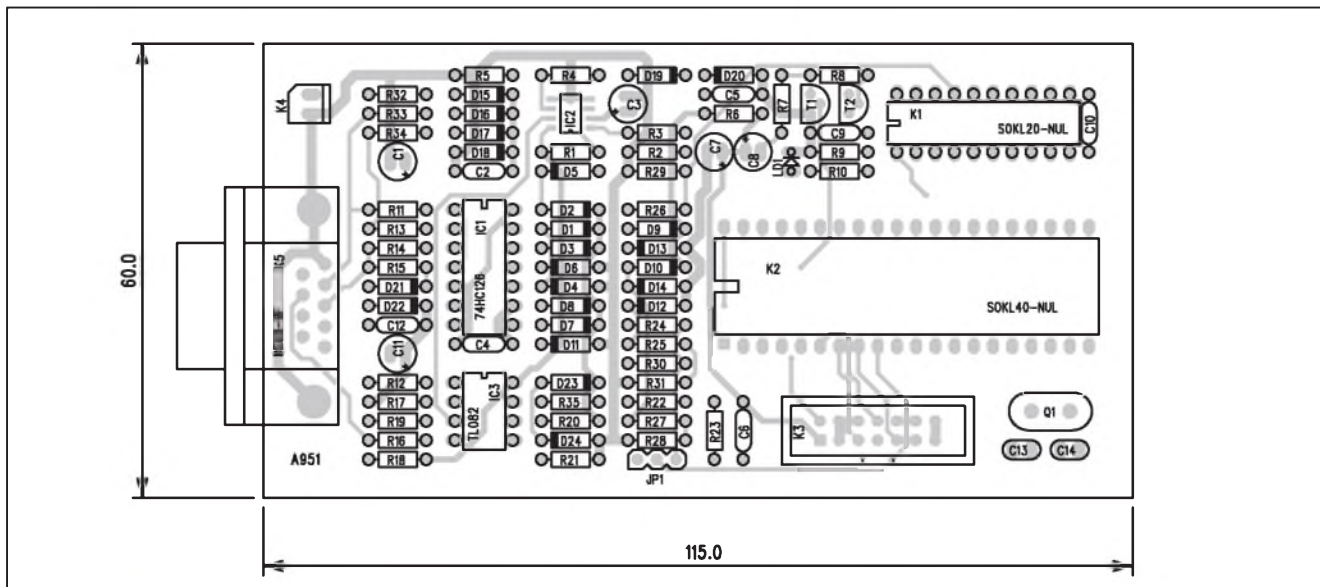 R5 R4 D19 D20 R8
K4 R32 D15 C3 C5 R7 T1 T2
R33 D16 IC2 R6 K1 SOKL20-NUL C10
R34 D17 R3 C9
C1 D18 R1 R2 C7 C8 LD1 R9
C2 D5 R29 R10
R11 IC1 D2 R26
R13 D1 D9
R14 D3 D13
K5 R15 D6 D10 K2
60.0 D21 74HC126 D4 D14
D22 D8 D12 SOKL40-NUL
C12 D7 R24
C11 C4 D11 R25
R30
R12 IC3 D23 R31
R17 TL082 R35 R22 Q1
R19 R20 R27 R23 C6 K3
R16 D24 R28
A951 R18 R21 C13 C14
JP1
115.0